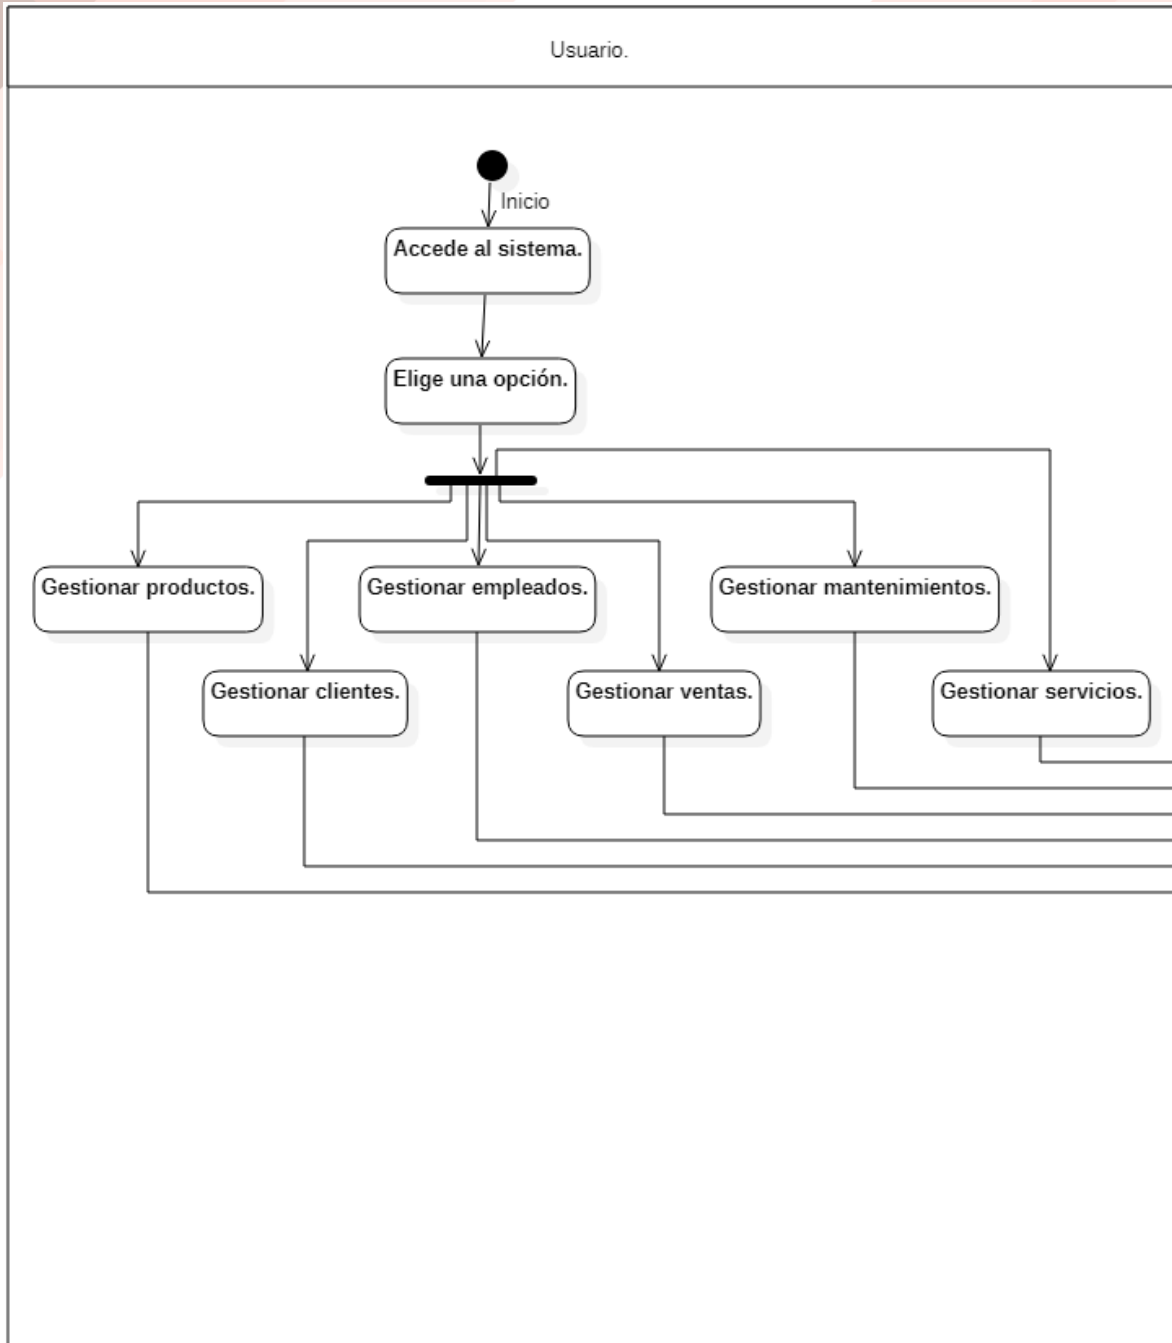 Usuario.
Inicio
Accede al sistema.
Elige una opción.
Gestionar productos.
Gestionar empleados.
Gestionar mantenimientos.
Gestionar clientes.
Gestionar ventas.
Gestionar servicios.